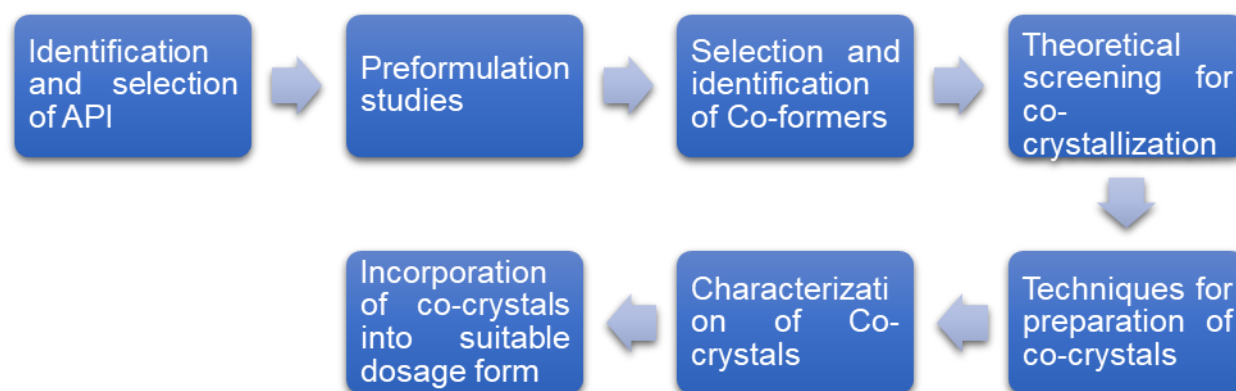 Identification
and selection
of API
Preformulation
studies
Selection and
identification
of Co-formers
Theoretical
screening for
co-
crystallization
Techniques for
preparation of
co-crystals
Characterizati
on of Co-
crystals
Incorporation
of co-crystals
into suitable
dosage form